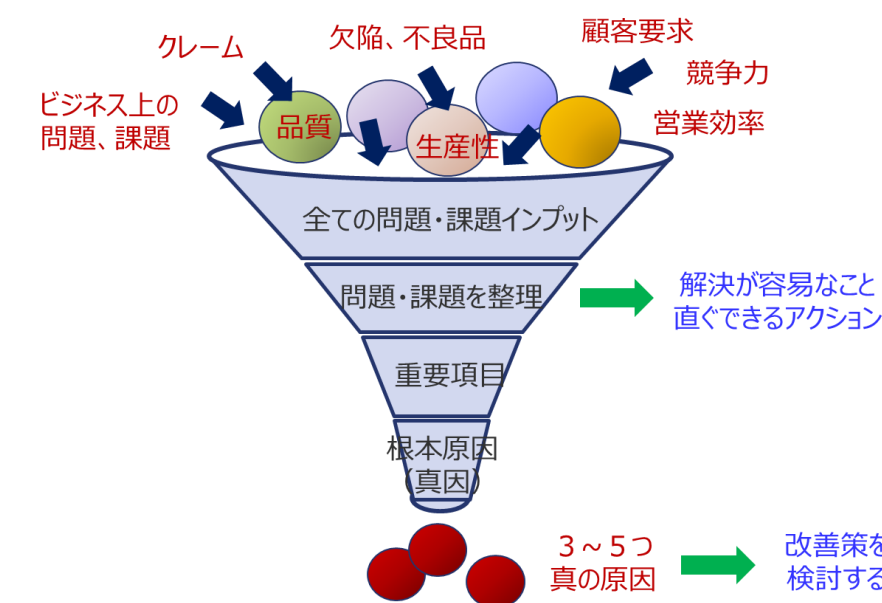 クレーム
欠陥、不良品
顧客要求
競争力
ビジネス上の
問題、課題
品質
生産性
営業効率
全ての問題・課題インプット
問題・課題を整理
解決が容易なこと
直ぐできるアクション
重要項目
根本原因
(真因)
3~5つ
真の原因
改善策を
検討する